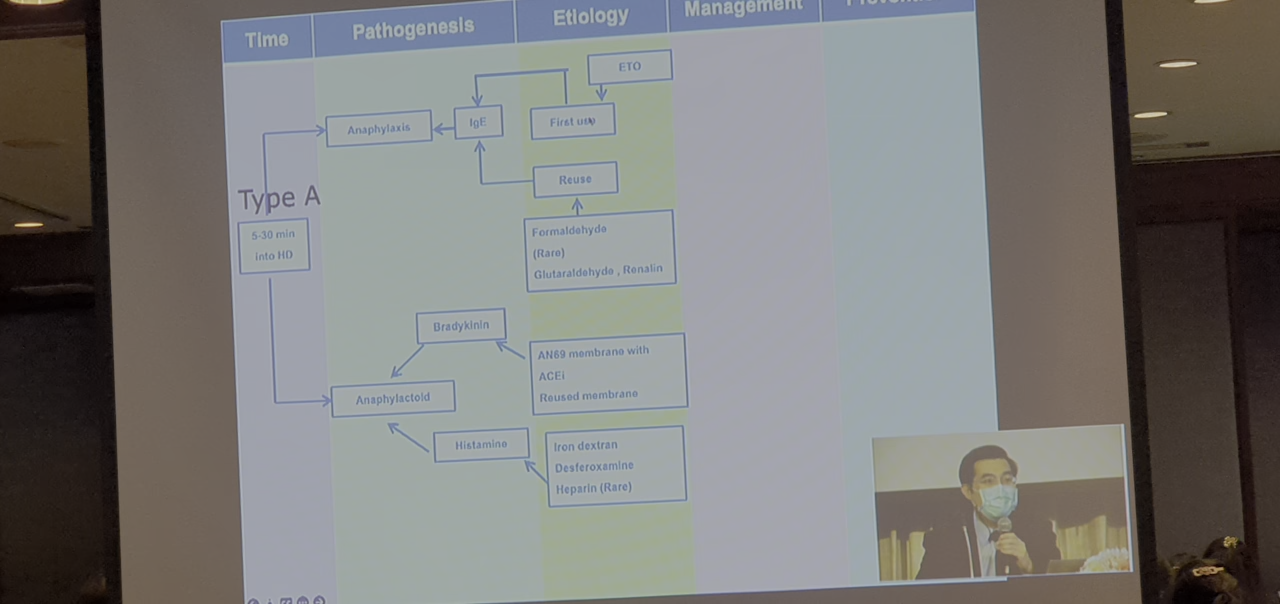 Time
Pathogenesis
Etiology
Management
ETO
First use
IgE
Anaphylaxis
Reuse
Type A
5-30 min
into HD
Formaldehyde
(Rare)
Glutaraldehyde , Renalin
Bradykinin
AN69 membrane with
ACEi
Reused membrane
Anaphylactoid
Histamine
Iron dextran
Desferoxamine
Heparin (Rare)